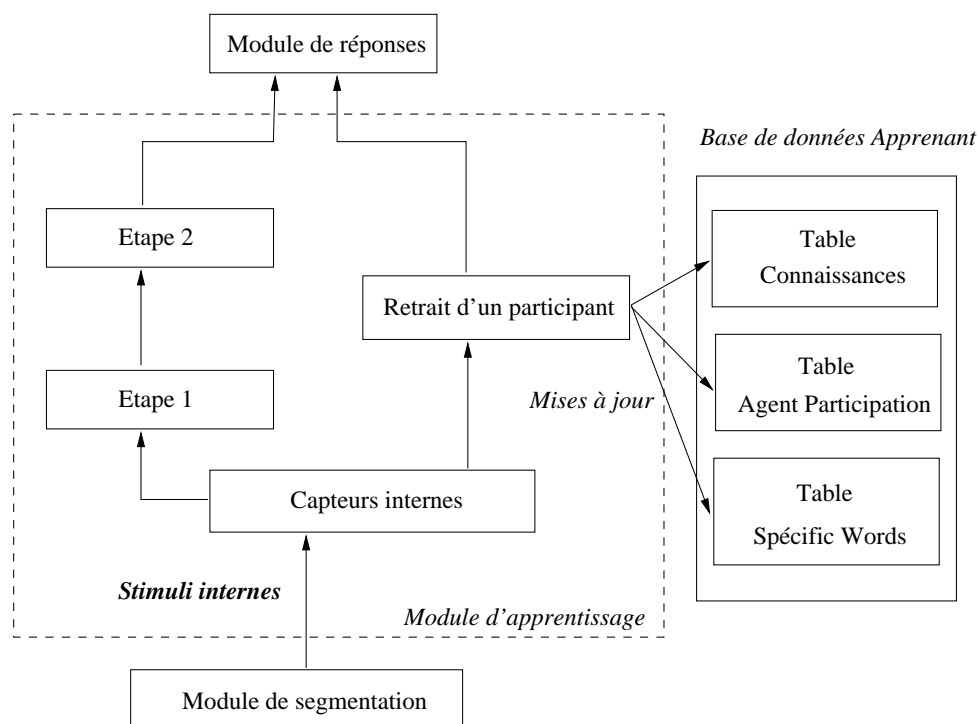 Module de réponses
Base de données Apprenant
Etape 2
Table
Connaissances
Retrait d'un participant
Table
Agent Participation
Etape 1
Mises à jour
Capteurs internes
Table
Spécific Words
Stimuli internes
Module d'apprentissage
Module de segmentation